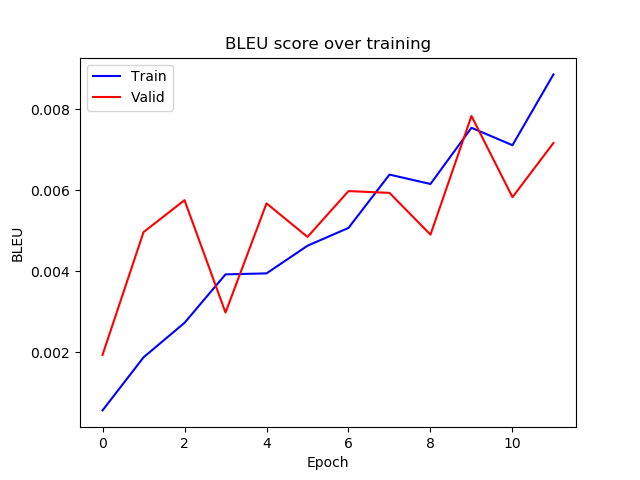 BLEU score over training
Train
Valid
0.008
0.006
0.004
0.002
BLEU
0 2 4 6 8 10
Epoch